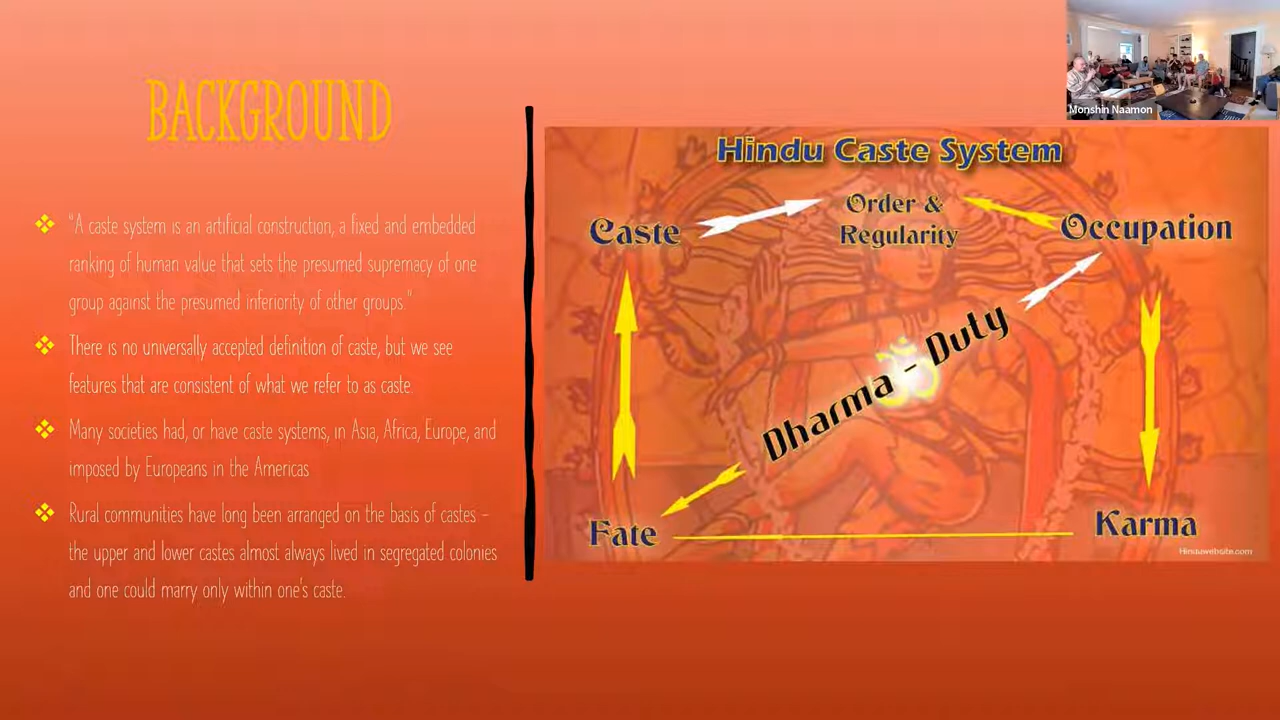 BACKGROUND
"A caste system is an artificial construction, a fixed and embedded
ranking of human value that sets the presumed supremacy of one
group against the presumed inferiority of other groups."
There is no universally accepted definition of caste, but we see
features that are consistent of what we refer to as caste.
Many societies had, or have caste systems, in Asia, Africa, Europe, and
imposed by Europeans in the Americas
Rural communities have long been arranged on the basis of castes –
the upper and lower castes almost always lived in segregated colonies
and one could marry only within one's caste.
Hindu Caste System
Caste
Order &
Regularity
Occupation
Dharma - Duty
Fate
Karma
Hinduwebsite.com
Monshin Naamon